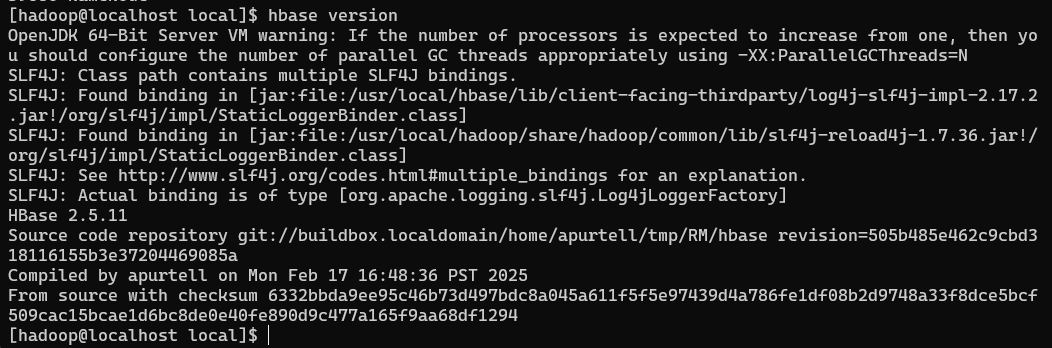 [hadoop@localhost local]$ hbase version
OpenJDK 64-Bit Server VM warning: If the number of processors is expected to increase from one, then yo
u should configure the number of parallel GC threads appropriately using -XX:ParallelGCThreads=N
SLF4J: Class path contains multiple SLF4J bindings.
SLF4J: Found binding in [jar:file:/usr/local/hbase/lib/client-facing-thirdparty/log4j-slf4j-impl-2.17.2
.jar!/org/slf4j/impl/StaticLoggerBinder.class]
SLF4J: Found binding in [jar:file:/usr/local/hadoop/share/hadoop/common/lib/slf4j-reload4j-1.7.36.jar!/
org/slf4j/impl/StaticLoggerBinder.class]
SLF4J: See http://www.slf4j.org/codes.html#multiple_bindings for an explanation.
SLF4J: Actual binding is of type [org.apache.logging.slf4j.Log4jLoggerFactory]
HBase 2.5.11
Source code repository git://buildbox.localdomain/home/apurtell/tmp/RM/hbase revision=505b485e462c9cbd3
18116155b3e37204469085a
Compiled by apurtell on Mon Feb 17 16:48:36 PST 2025
From source with checksum 6332bbda9ee95c46b73d497bdc8a045a611f5f5e97439d4a786fe1df08b2d9748a33f8dce5bcf
509cac15bcae1d6bc8de0e40fe890d9c477a165f9aa68df1294
[hadoop@localhost local]$